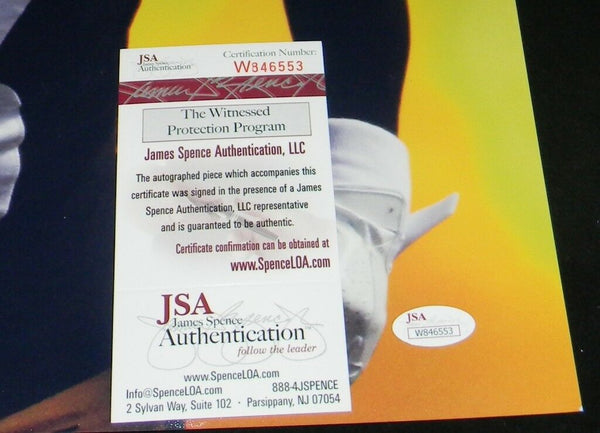 JSA
James Spence
Authentication
Certification Number:
W846553
The Witnessed
Protection Program
James Spence Authentication, LLC
The autographed piece which accompanies this
certificate was signed in the presence of a James
Spence Authentication, LLC representative
and is guaranteed to be authentic.
Certificate confirmation can be obtained at
www.SpenceLOA.com
JSA
James Spence
Authentication
follow the leader
www.SpenceLOA.com
Info@SpenceLOA.com 888-4JSPENCE
2 Sylvan Way, Suite 102 · Parsippany, NJ 07054
JSA
W846553